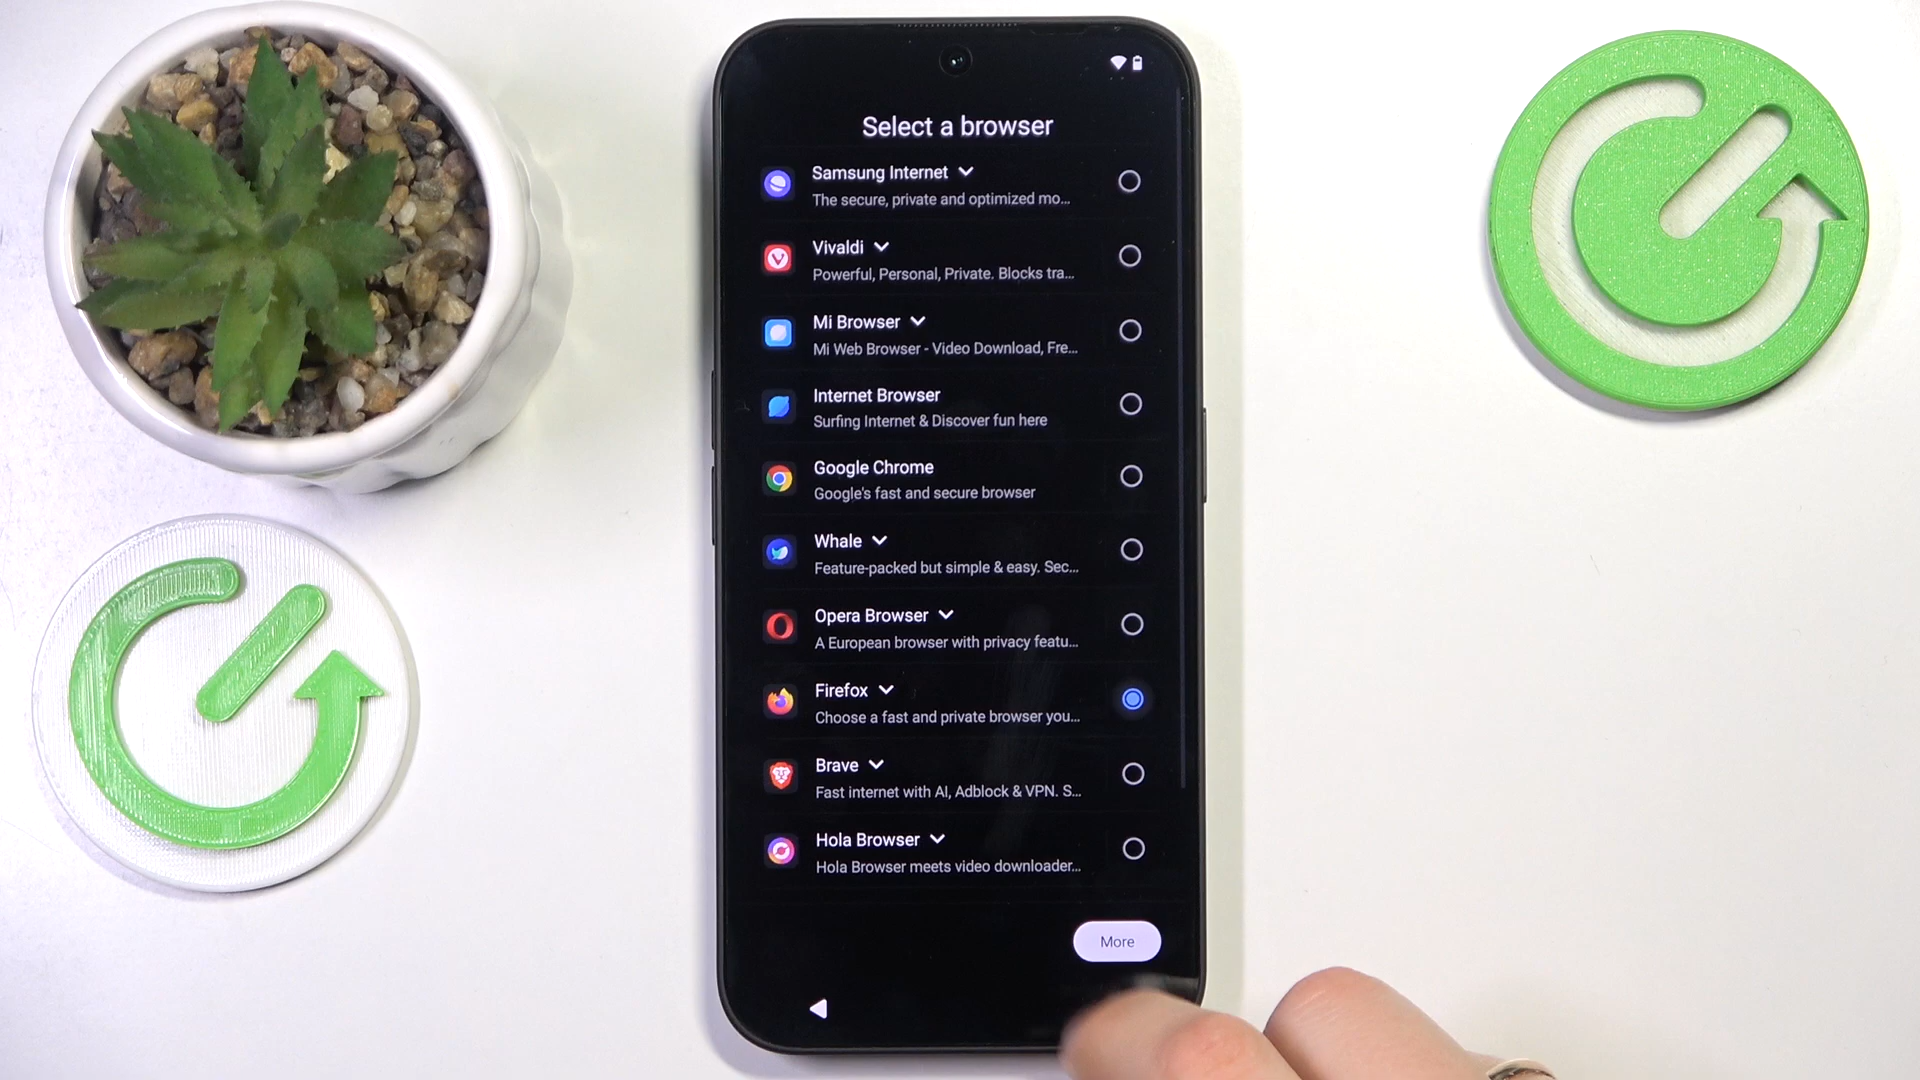 Select a browser
Samsung Internet
The secure, private and optimized mo...
Vivaldi
Powerful, Personal, Private. Blocks tra...
Mi Browser
Mi Web Browser - Video Download, Fre...
Internet Browser
Surfing Internet & Discover fun here
Google Chrome
Google's fast and secure browser
Whale
Feature-packed but simple & easy. Sec...
Opera Browser
A European browser with privacy featu...
Firefox
Choose a fast and private browser you...
Brave
Fast internet with AI, Adblock & VPN. S...
Hola Browser
Hola Browser meets video downloader...
More